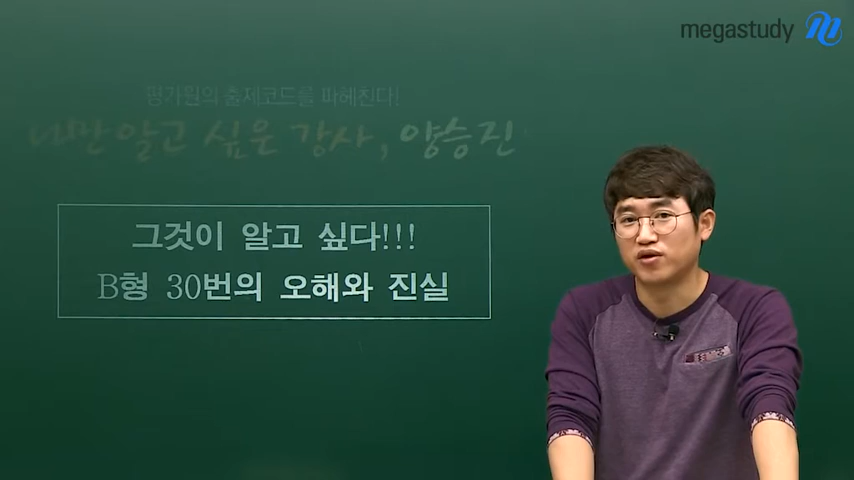 megastudy
평가원의 출제코드를 파헤친다!
나만 알고 싶은 강사, 양승진
그것이 알고 싶다!!!
B형 30번의 오해와 진실